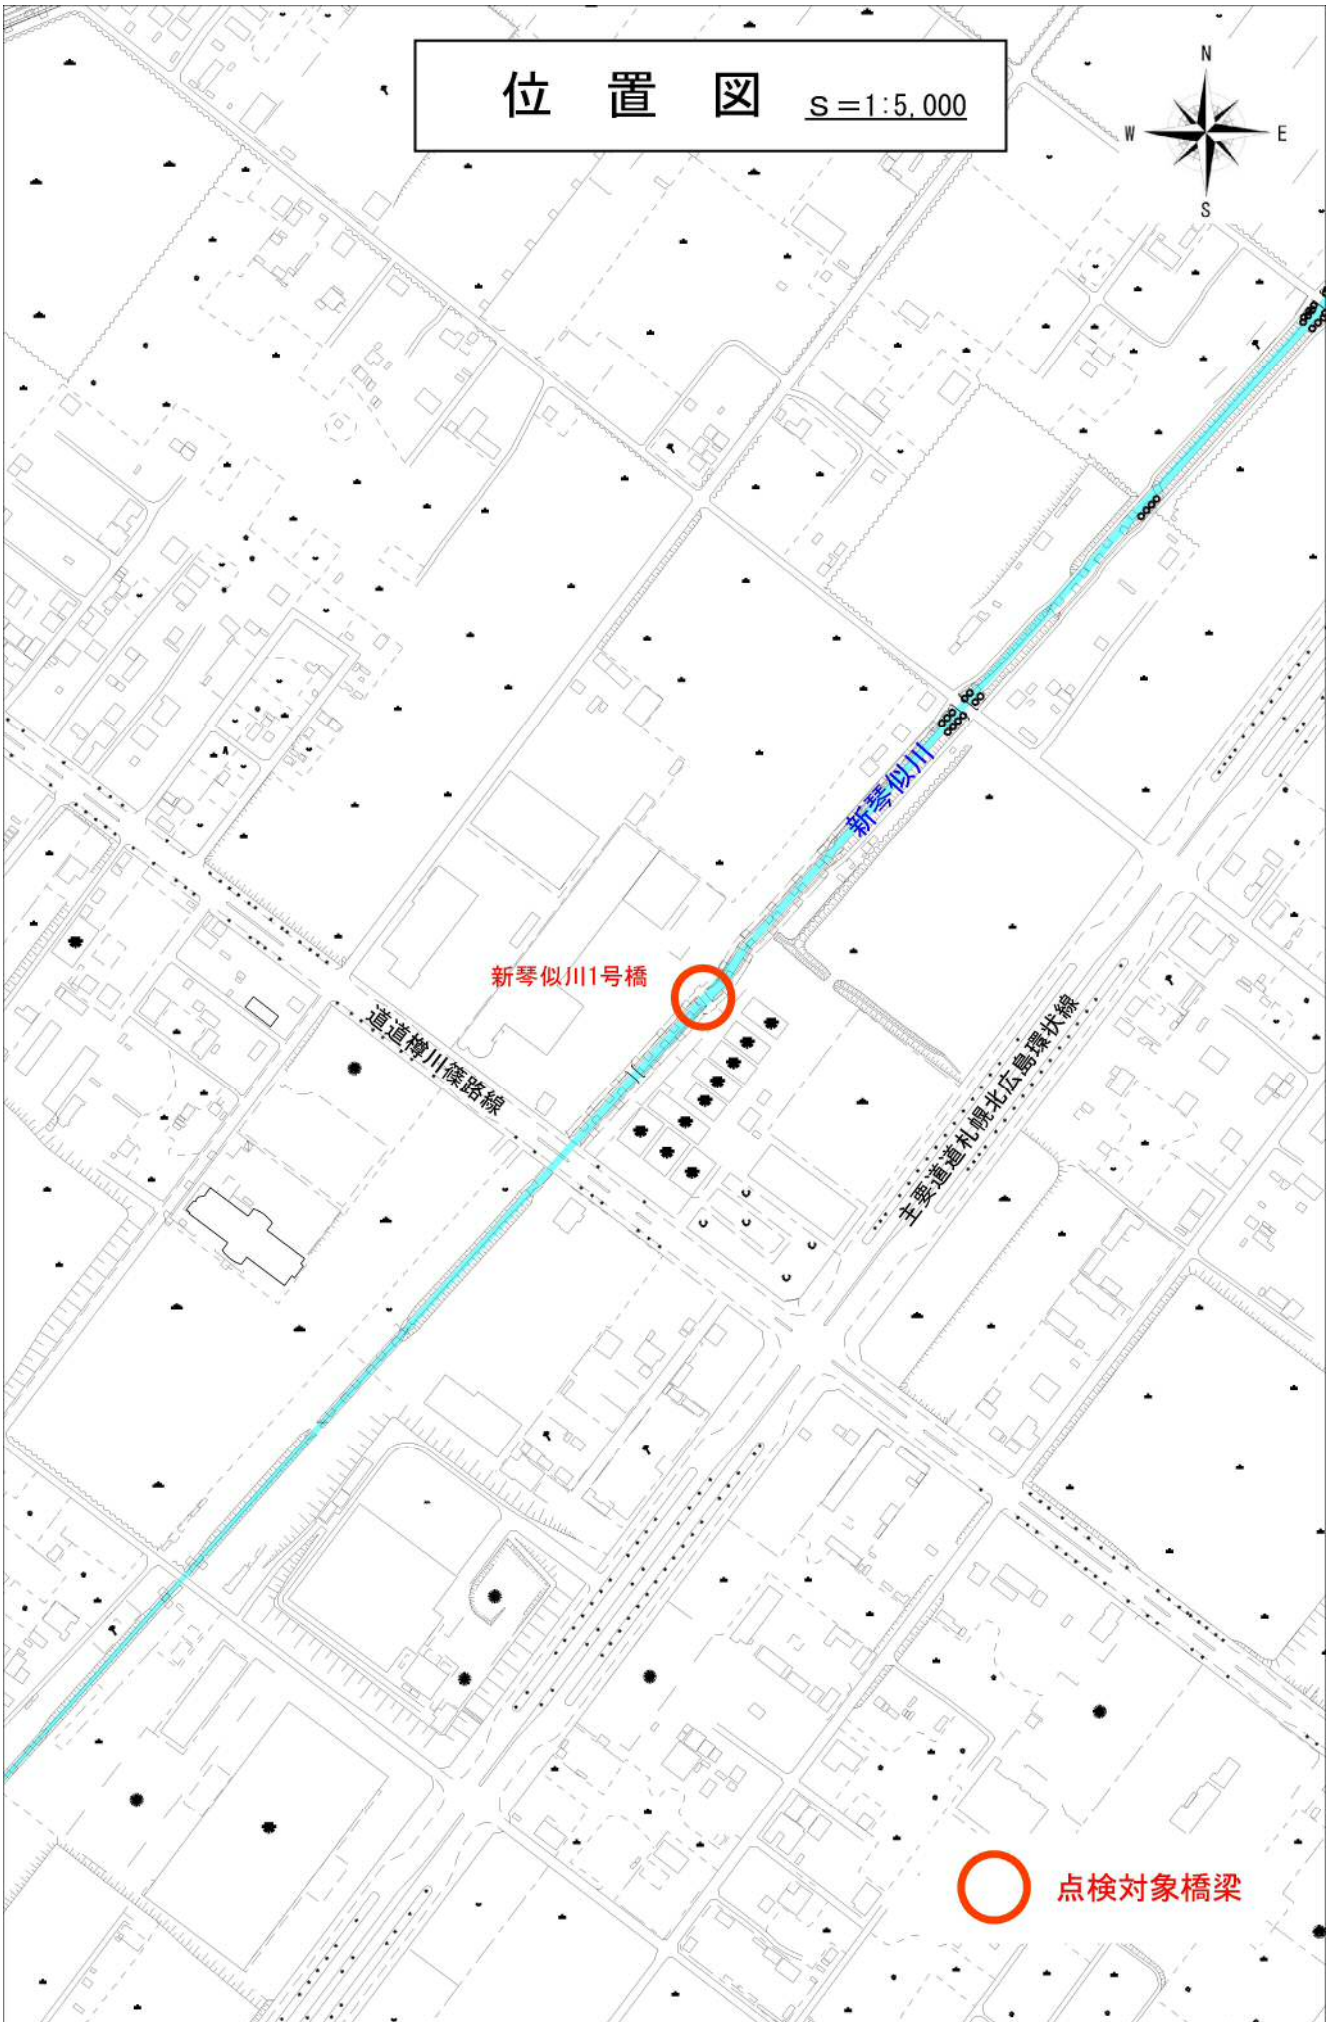 位置図 S=1:5,000
N
W E
S
新琴似川
新琴似川1号橋
道道樽川篠路線
主要道道札幌北広島環状線
点検対象橋梁